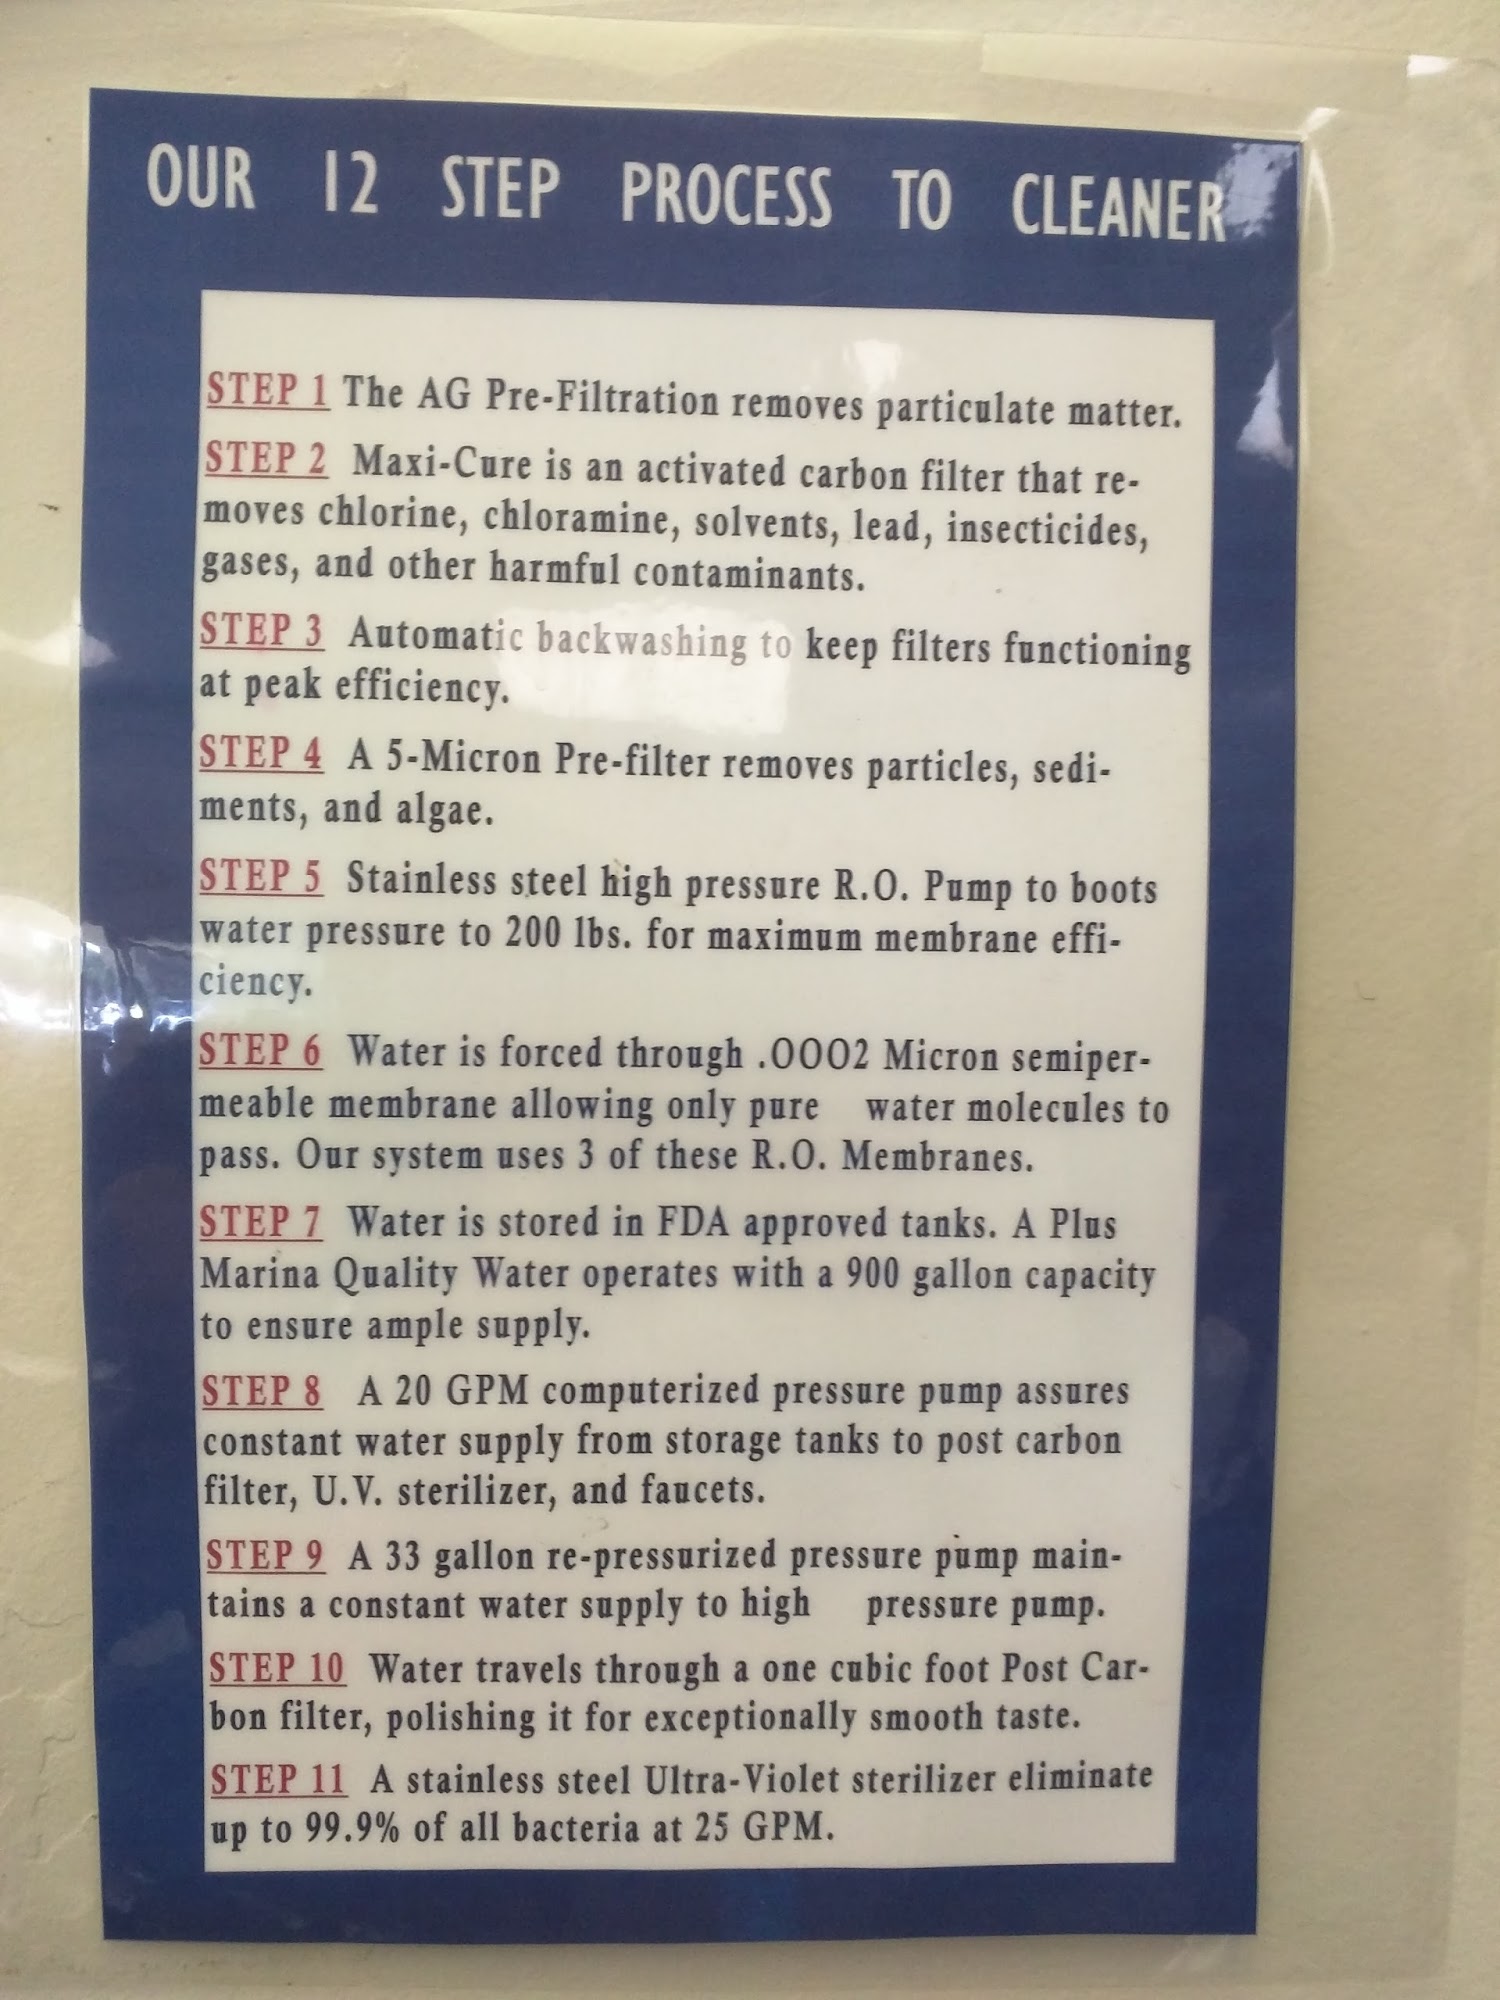 OUR 12 STEP PROCESS TO CLEANER
STEP 1 The AG Pre-Filtration removes particulate matter.
STEP 2 Maxi-Cure is an activated carbon filter that re-
moves chlorine, chloramine, solvents, lead, insecticides,
gases, and other harmful contaminants.
STEP 3 Automatic backwashing to keep filters functioning
at peak efficiency.
STEP 4 A 5-Micron Pre-filter removes particles, sedi-
ments, and algae.
STEP 5 Stainless steel high pressure R.O. Pump to boots
water pressure to 200 lbs. for maximum membrane effi-
ciency.
STEP 6 Water is forced through .0002 Micron semiper-
meable membrane allowing only pure water molecules to
pass. Our system uses 3 of these R.O. Membranes.
STEP 7 Water is stored in FDA approved tanks. A Plus
Marina Quality Water operates with a 900 gallon capacity
to ensure ample supply.
STEP 8 A 20 GPM computerized pressure pump assures
constant water supply from storage tanks to post carbon
filter, U.V. sterilizer, and faucets.
STEP 9 A 33 gallon re-pressurized pressure pump main-
tains a constant water supply to high pressure pump.
STEP 10 Water travels through a one cubic foot Post Car-
bon filter, polishing it for exceptionally smooth taste.
STEP 11 A stainless steel Ultra-Violet sterilizer eliminate
up to 99.9% of all bacteria at 25 GPM.